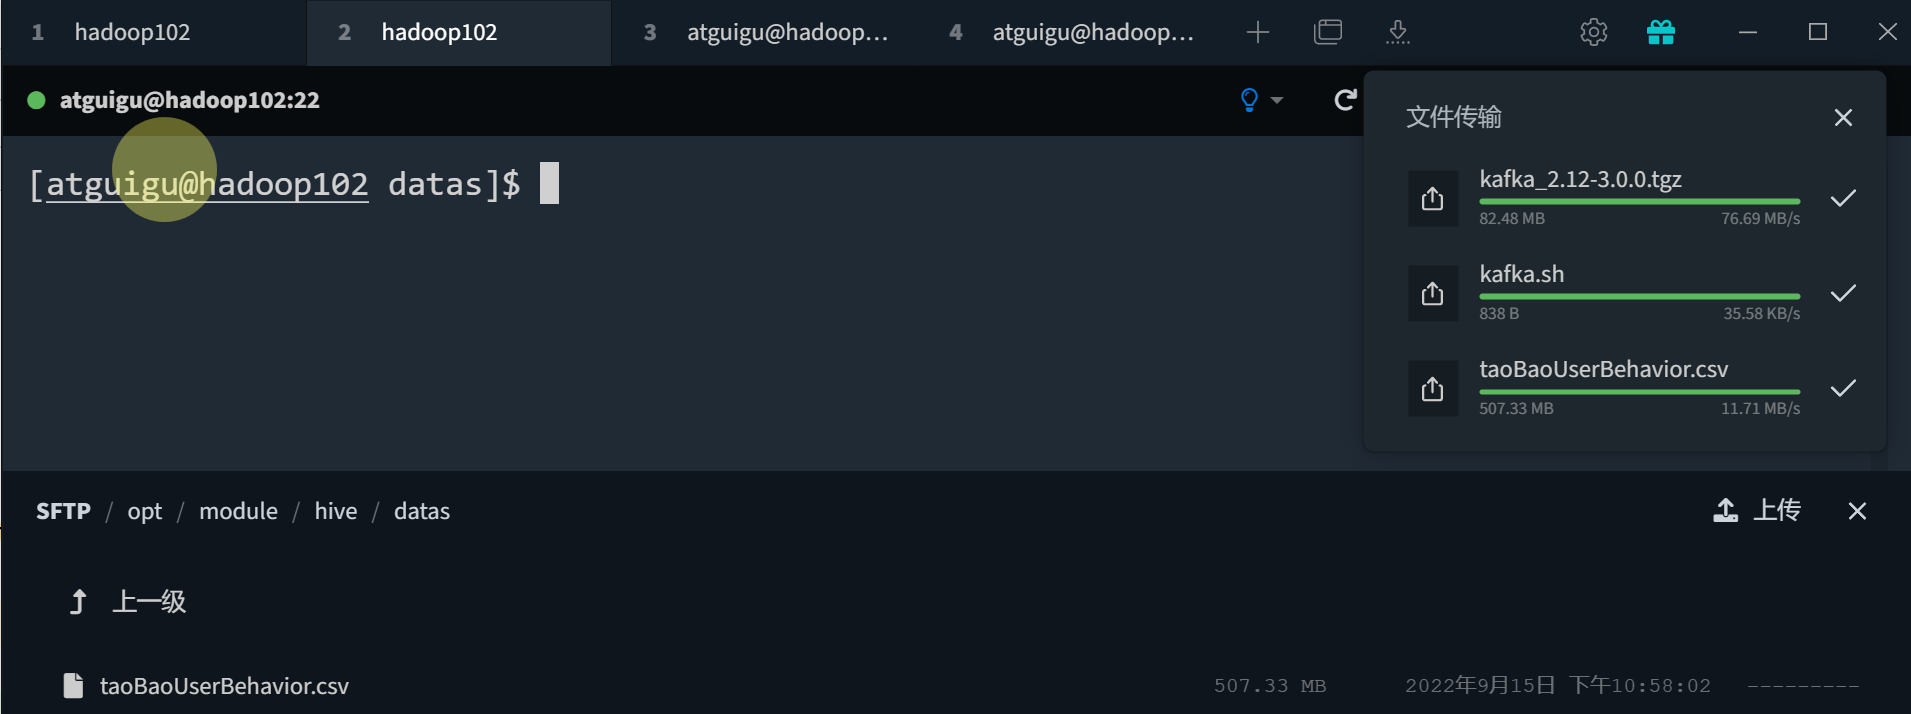 1 hadoop102 2 hadoop102 3 atguigu@hadoop... 4 atguigu@hadoop...
atguigu@hadoop102:22
[atguigu@hadoop102 datas]$
文件传输
kafka_2.12-3.0.0.tgz
82.48 MB 76.69 MB/s
kafka.sh
838 B 35.58 KB/s
taoBaoUserBehavior.csv
507.33 MB 11.71 MB/s
SFTP / opt / module / hive / datas 上传
上一级
taoBaoUserBehavior.csv 507.33 MB 2022年9月15日 下午10:58:02 ---------